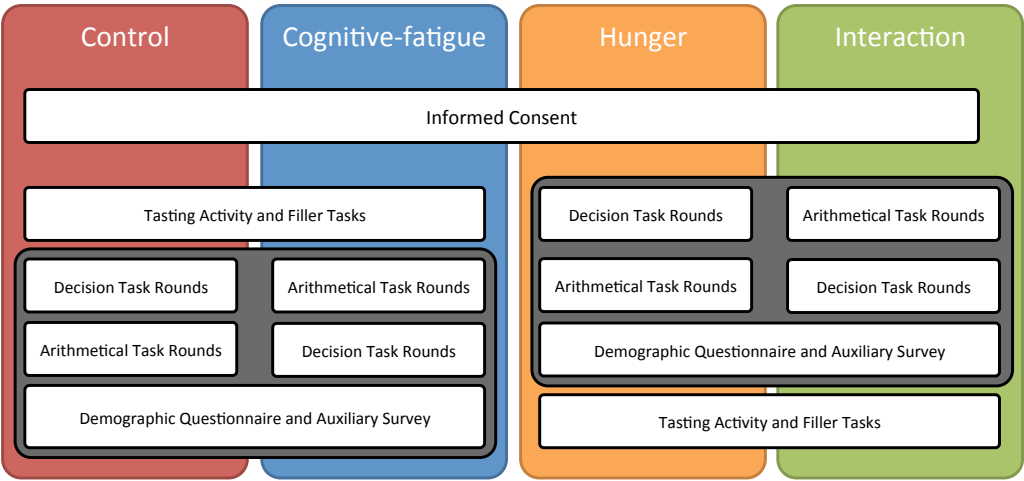 Control
Cognitive-fatigue
Hunger
Interaction
Informed Consent
Tasting Activity and Filler Tasks
Decision Task Rounds
Arithmetical Task Rounds
Arithmetical Task Rounds
Decision Task Rounds
Demographic Questionnaire and Auxiliary Survey
Decision Task Rounds
Arithmetical Task Rounds
Arithmetical Task Rounds
Decision Task Rounds
Demographic Questionnaire and Auxiliary Survey
Tasting Activity and Filler Tasks